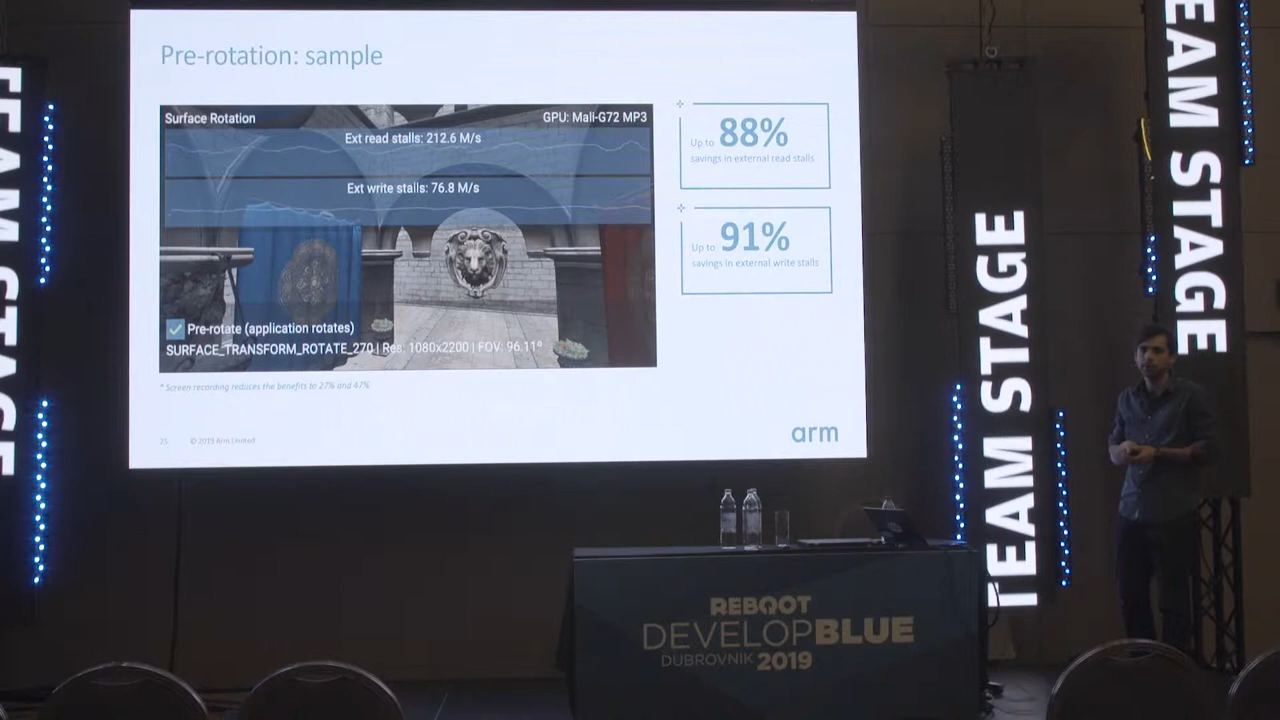 Pre-rotation: sample
Surface Rotation
GPU: Mali-G72 MP3
Ext read stalls: 212.6 M/s
Ext write stalls: 76.8 M/s
Pre-rotate (application rotates)
SURFACE_TRANSFORM_ROTATE_270 | Res: 1080x2200 | FOV: 96.11º
* Screen recording reduces the benefits to 27% and 47%
Up to 88%
savings in external read stalls
Up to 91%
savings in external write stalls
25
© 2019 Arm Limited
arm
TEAM STAGE
TEAM STAGE
TEAM STAGE
REBOOT
DEVELOPBLUE
DUBROVNIK 2019